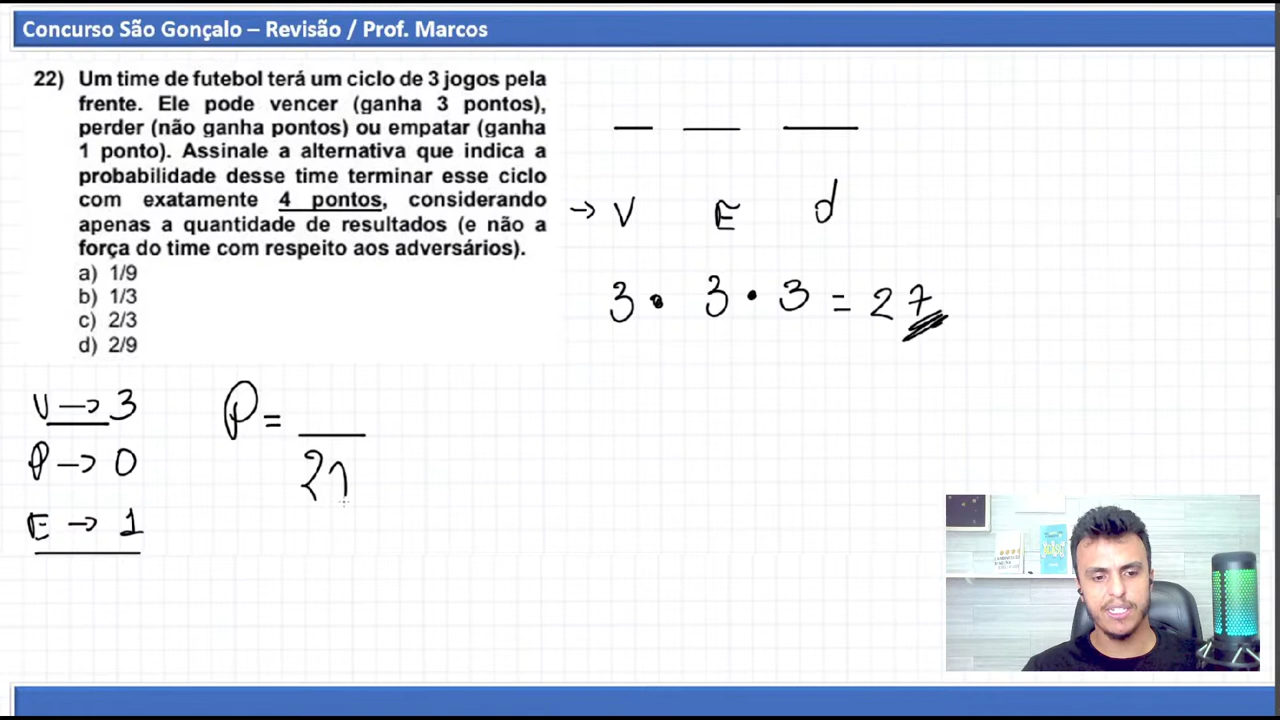 Concurso São Gonçalo – Revisão / Prof. Marcos
22) Um time de futebol terá um ciclo de 3 jogos pela
frente. Ele pode vencer (ganha 3 pontos),
perder (não ganha pontos) ou empatar (ganha
1 ponto). Assinale a alternativa que indica a
probabilidade desse time terminar esse ciclo
com exatamente 4 pontos, considerando
apenas a quantidade de resultados (e não a
força do time com respeito aos adversários).
a) 1/9
b) 1/3
c) 2/3
d) 2/9
→ V E d
3 • 3 • 3 = 27
V → 3
P → 0
E → 1
P =
27